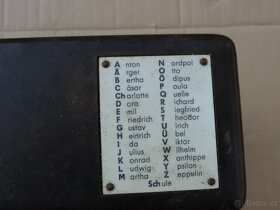 Anton
Ärger
Bertha
Cäsar
Charlotte
Dora
Emil
Friedrich
Gustav
Heinrich
Ida
Julius
Konrad
Ludwig
Martha
Nordpol
Otto
Ödipus
Paula
Quelle
Richard
Siegfried
Theodor
Ulrich
Übel
Viktor
Wilhelm
Xanthippe
Ypsilon
Zeppelin
Schule